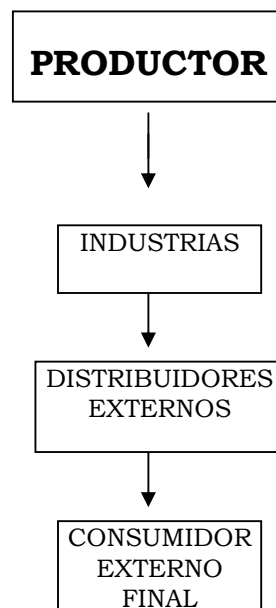 PRODUCTOR
INDUSTRIAS
DISTRIBUIDORES
EXTERNOS
CONSUMIDOR
EXTERNO
FINAL